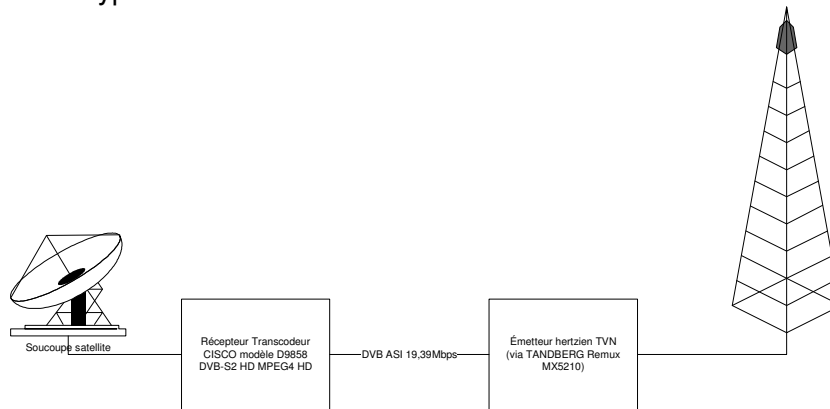 Soucoupe satellite
Récepteur Transcodeur
CISCO modèle D9858
DVB-S2 HD MPEG4 HD
DVB ASI 19,39Mbps
Émetteur hertzien TVN
(via TANDBERG Remux
MX5210)